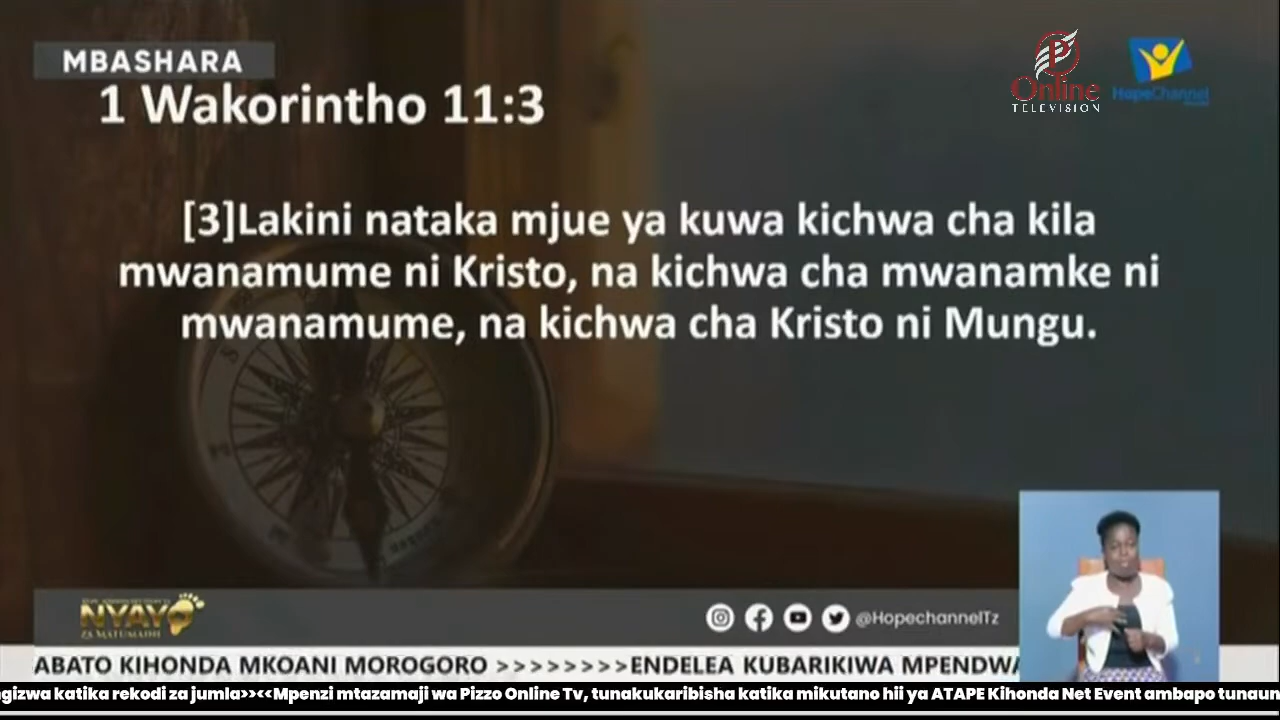 MBASHARA
1 Wakorintho 11:3
Online
TELEVISION
HopeChannel
[3]Lakini nataka mjue ya kuwa kichwa cha kila
mwanamume ni Kristo, na kichwa cha mwanamke ni
mwanamume, na kichwa cha Kristo ni Mungu.
NYAYO
ZA MATUMAINI
@HopechannelTz
ABATO KIHONDA MKOANI MOROGORO >>>>>>>>ENDELEA KUBARIKIWA MPENDWA
gizwa katika rekodi za jumla>><<Mpenzi mtazamaji wa Pizzo Online Tv, tunakukaribisha katika mikutano hii ya ATAPE Kihonda Net Event ambapo tunaun